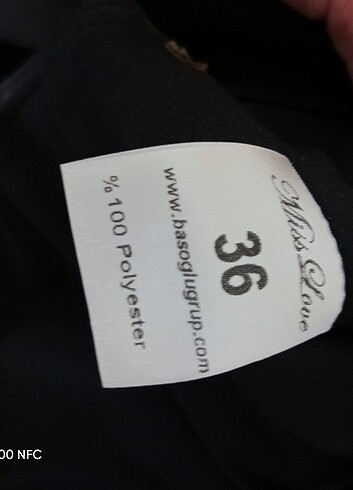 Miss Love
36
www.basoglugrup.com
% 100 Polyester
00 NFC